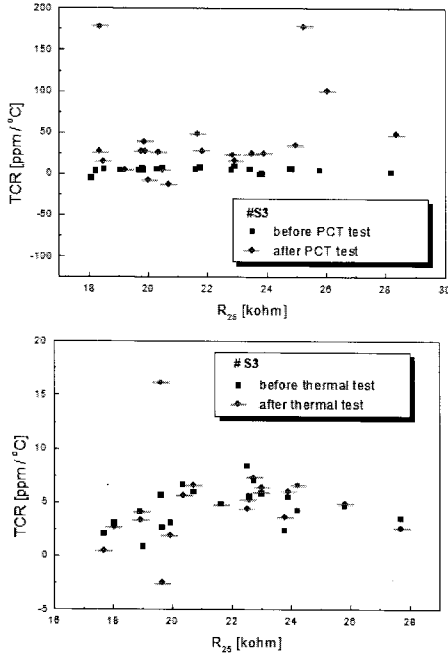 200
150
100
50
0
-50
-100
TCR [ppm / °C]
#S3
before PCT test
after PCT test
18 20 22 24 26 28 30
R25 [kohm]
20
15
10
5
0
-5
TCR [ppm / °C]
# S3
before thermal test
after thermal test
16 18 20 22 24 26 28
R25 [kohm]